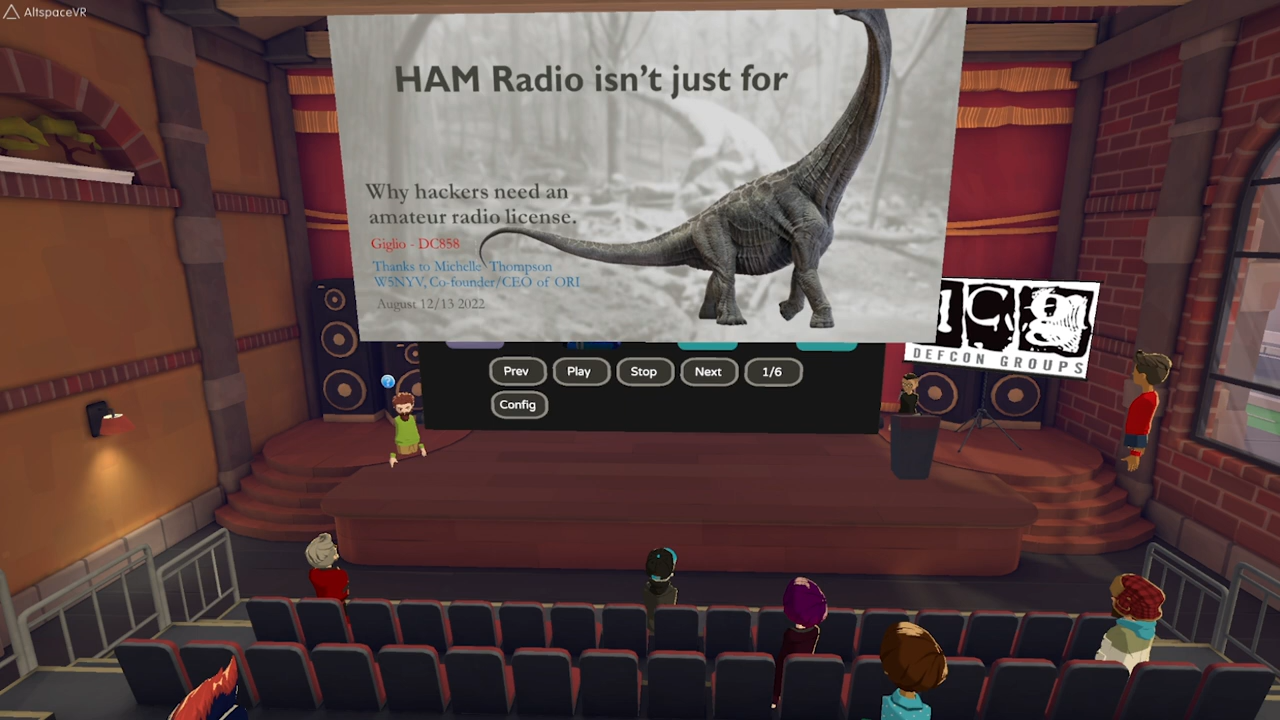 AltspaceVR
HAM Radio isn't just for
Why hackers need an
amateur radio license.
Giglio - DC858
Thanks to Michelle Thompson
W5NYV, Co-founder/CEO of ORI
August 12/13 2022
DEFCON GROUPS
Prev
Play
Stop
Next
1/6
Config
?